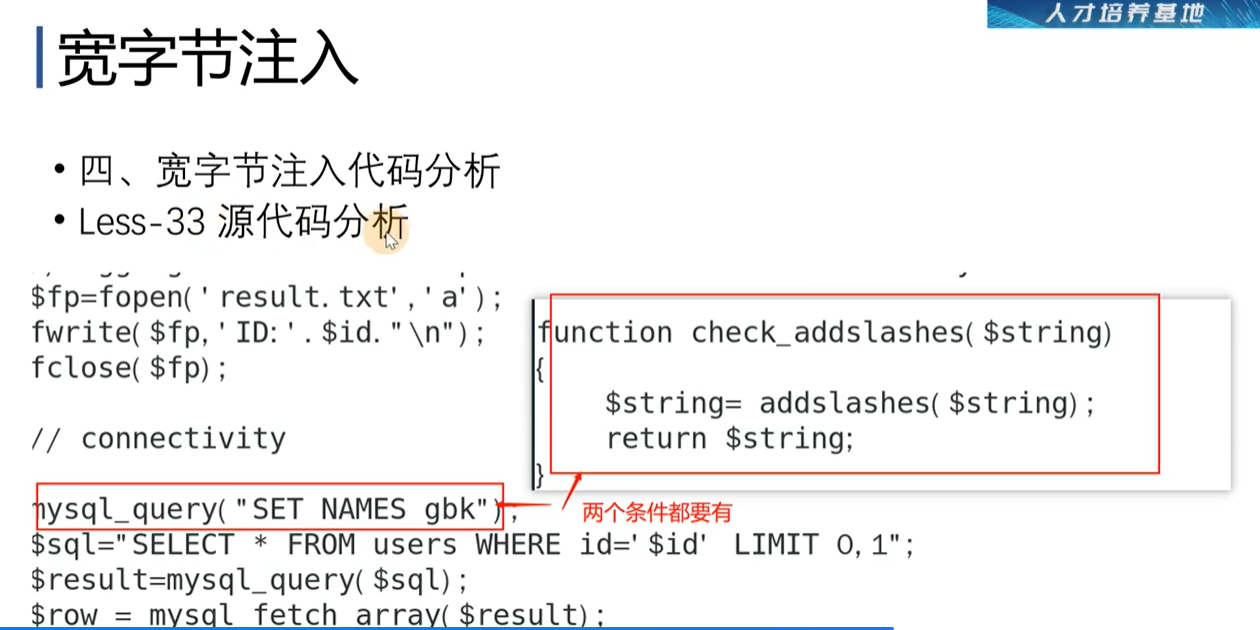 人才培养基地
宽字节注入
• 四、宽字节注入代码分析
• Less-33 源代码分析
$fp=fopen('result.txt','a');
fwrite($fp,'ID:'.$id."\n");
fclose($fp);
// connectivity
mysql_query("SET NAMES gbk");
$sql="SELECT * FROM users WHERE id='$id' LIMIT 0,1";
$result=mysql_query($sql);
$row = mysql_fetch_array($result);
function check_addslashes($string)
{
$string= addslashes($string);
return $string;
}
两个条件都要有